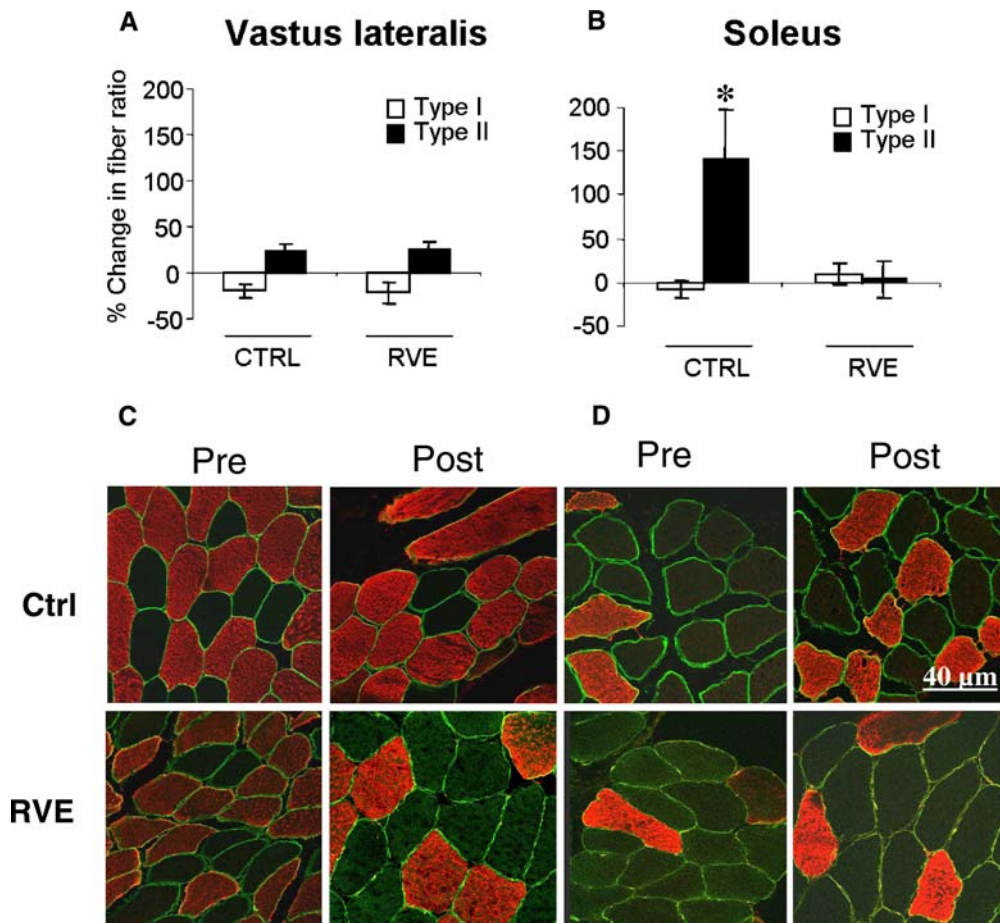 A
Vastus lateralis
% Change in fiber ratio
200
150
100
50
0
-50
Type I
Type II
CTRL
RVE
B
Soleus
200
150
100
50
0
-50
*
Type I
Type II
CTRL
RVE
C
D
Pre
Post
Pre
Post
Ctrl
40 µm
RVE